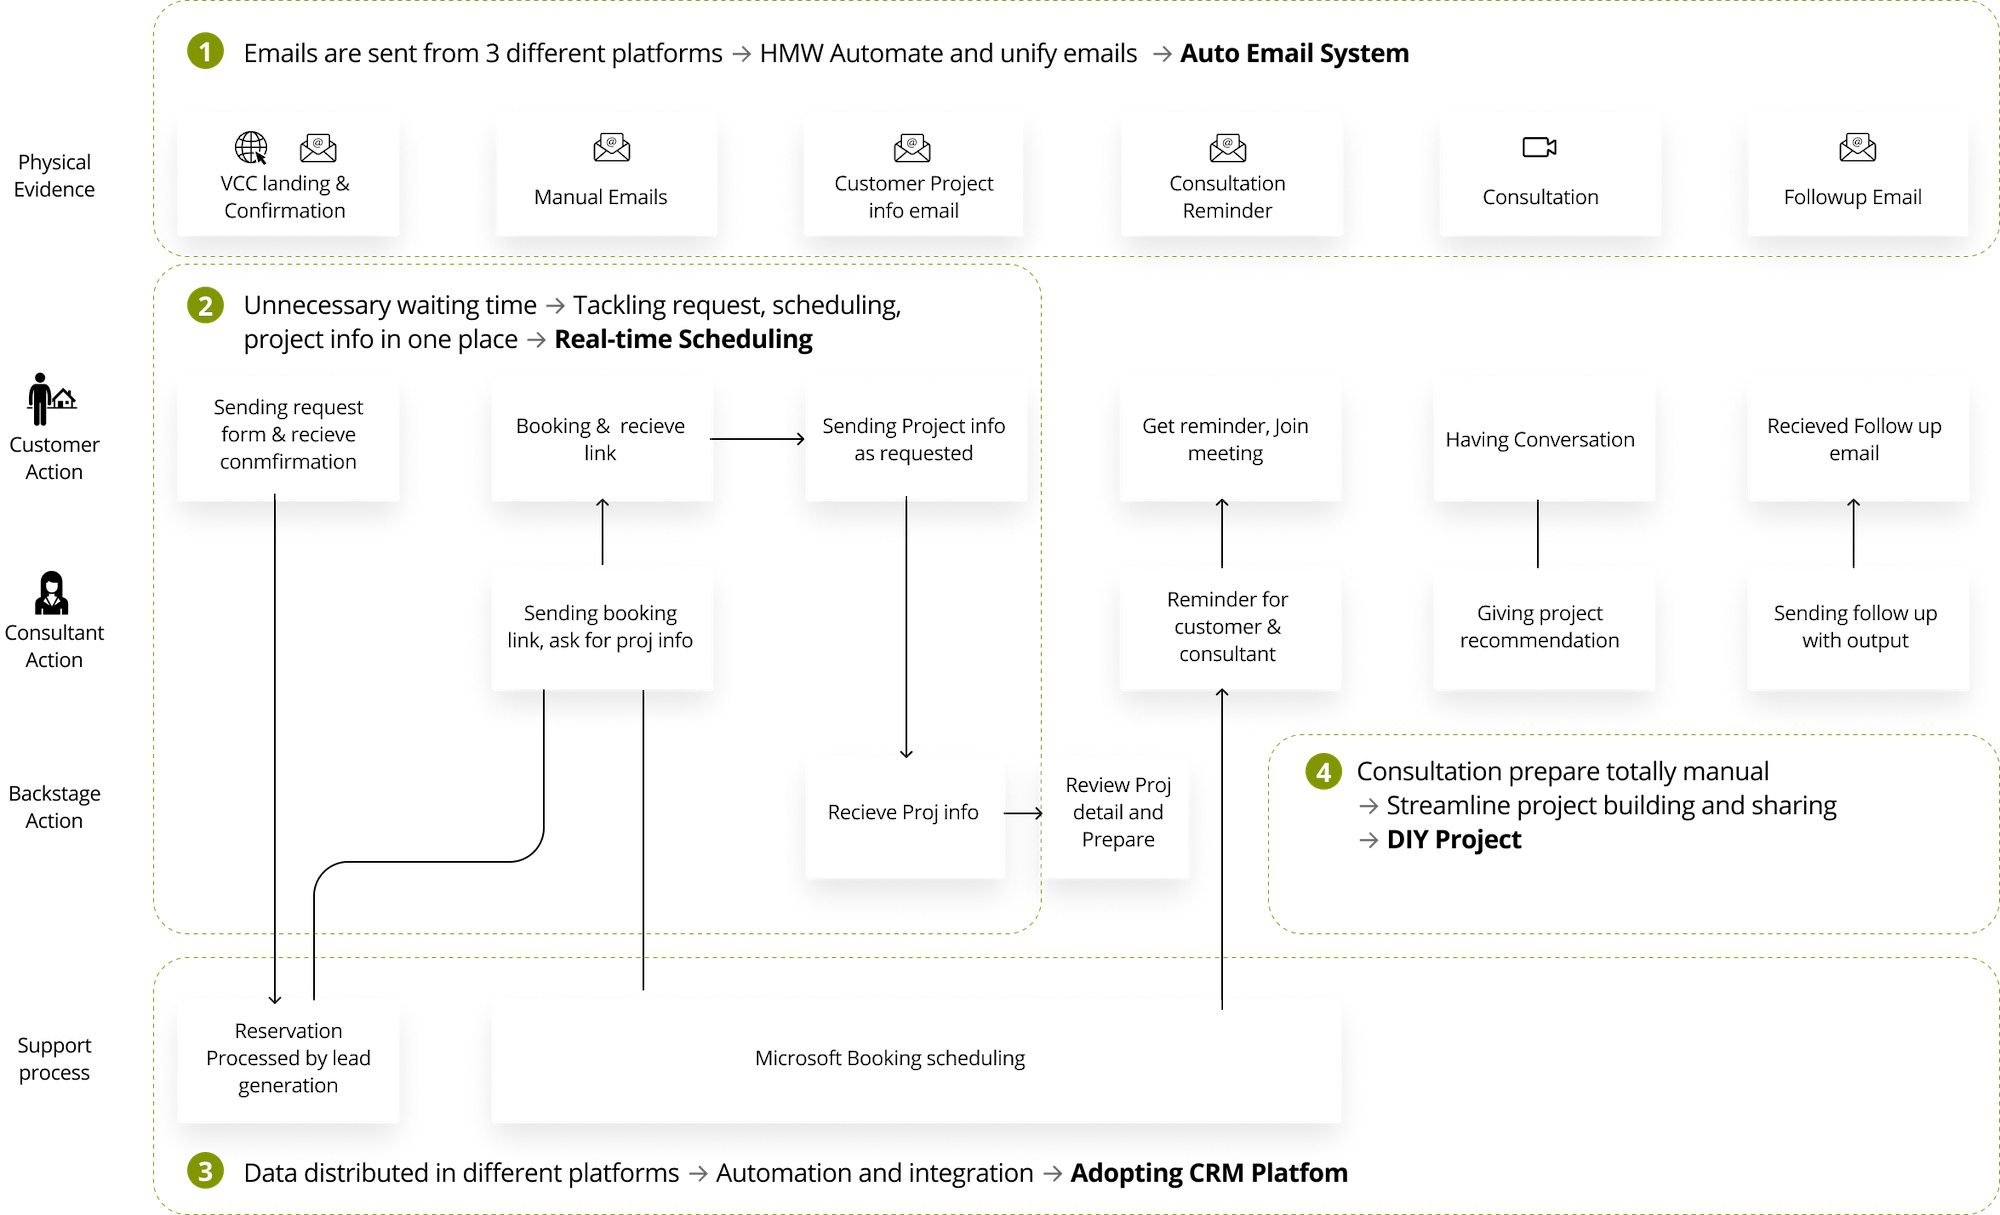 1 Emails are sent from 3 different platforms → HMW Automate and unify emails → Auto Email System
Physical
Evidence
VCC landing &
Confirmation
Manual Emails
Customer Project
info email
Consultation
Reminder
Consultation
Followup Email
2 Unnecessary waiting time → Tackling request, scheduling,
project info in one place → Real-time Scheduling
Customer
Action
Sending request
form & recieve
conmfirmation
Booking & recieve
link
Sending Project info
as requested
Get reminder, Join
meeting
Having Conversation
Recieved Follow up
email
Consultant
Action
Sending booking
link, ask for proj info
Reminder for
customer &
consultant
Giving project
recommendation
Sending follow up
with output
Backstage
Action
Recieve Proj info
Review Proj
detail and
Prepare
4 Consultation prepare totally manual
→ Streamline project building and sharing
→ DIY Project
Support
process
Reservation
Processed by lead
generation
Microsoft Booking scheduling
3 Data distributed in different platforms → Automation and integration → Adopting CRM Platfom